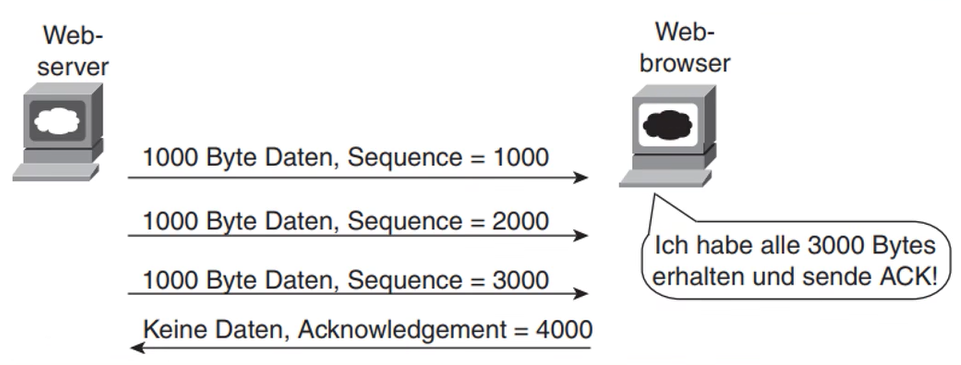 Web-
server
Web-
browser
1000 Byte Daten, Sequence = 1000
1000 Byte Daten, Sequence = 2000
1000 Byte Daten, Sequence = 3000
Keine Daten, Acknowledgement = 4000
Ich habe alle 3000 Bytes
erhalten und sende ACK!